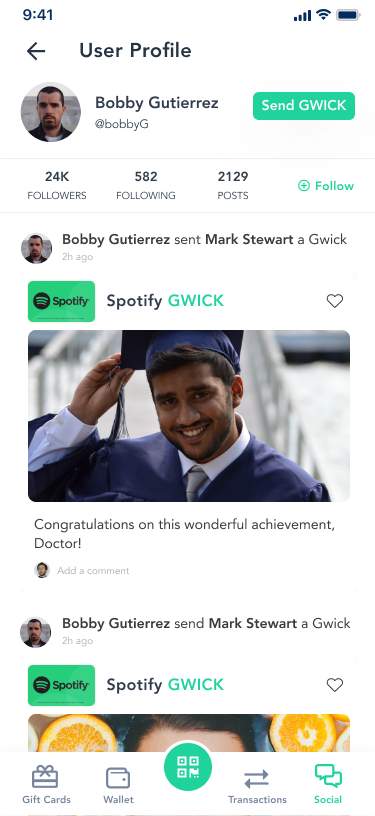 9:41
User Profile
Bobby Gutierrez
@bobbyG
Send GWICK
24K
FOLLOWERS
582
FOLLOWING
2129
POSTS
Follow
Bobby Gutierrez sent Mark Stewart a Gwick
2h ago
Spotify
Spotify GWICK
Congratulations on this wonderful achievement,
Doctor!
Add a comment
Bobby Gutierrez send Mark Stewart a Gwick
2h ago
Spotify
Spotify GWICK
Gift Cards
Wallet
Transactions
Social